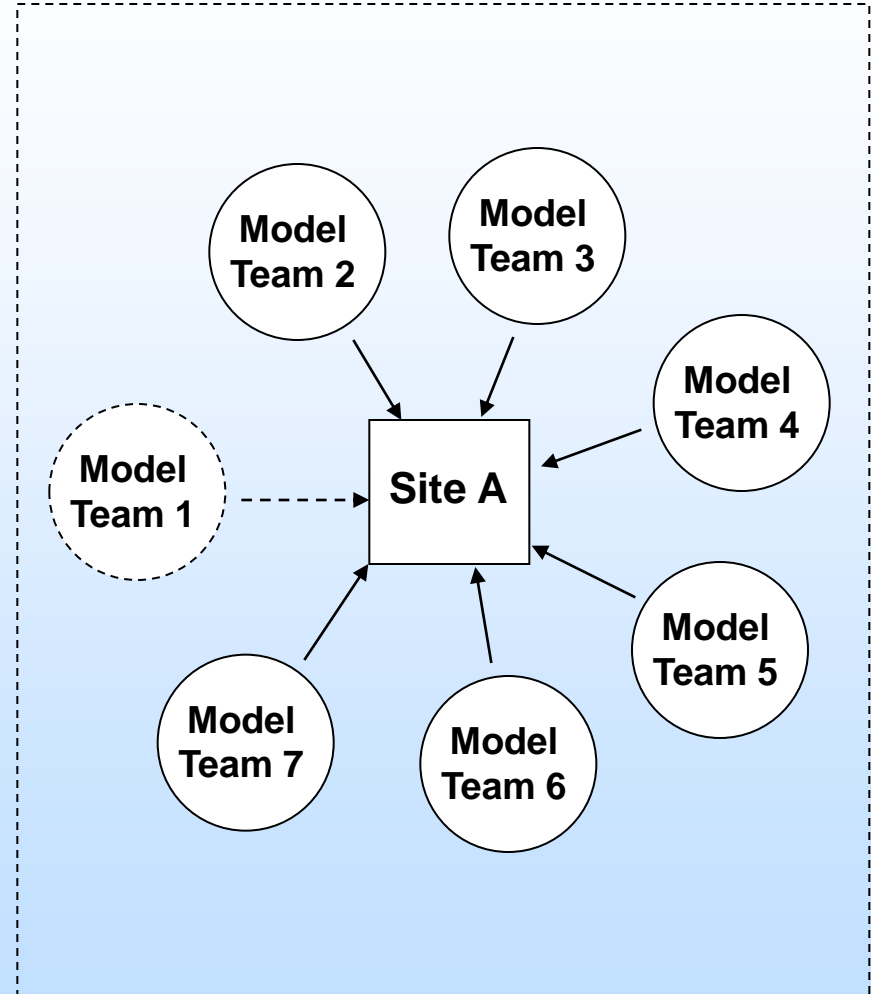 Model
Team 2
Model
Team 3
Model
Team 4
Site A
Model
Team 1
Model
Team 5
Model
Team 7
Model
Team 6